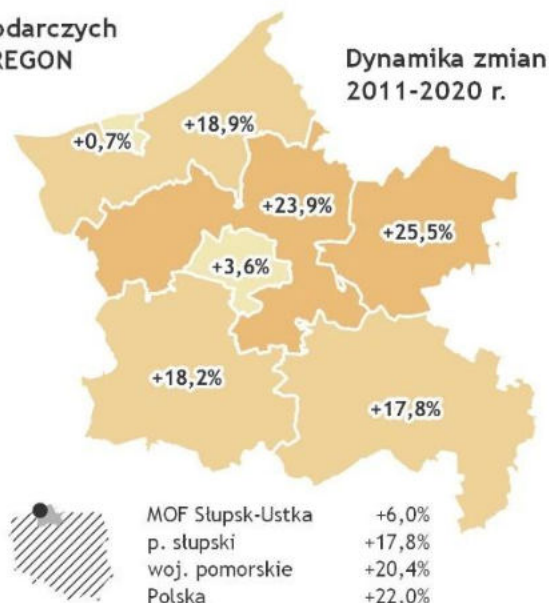 odarczych
REGON
Dynamika zmian
2011-2020 r.
+0,7%
+18,9%
+23,9%
+25,5%
+3,6%
+18,2%
+17,8%
MOF Słupsk-Ustka +6,0%
p. słupski +17,8%
woj. pomorskie +20,4%
Polska +22,0%